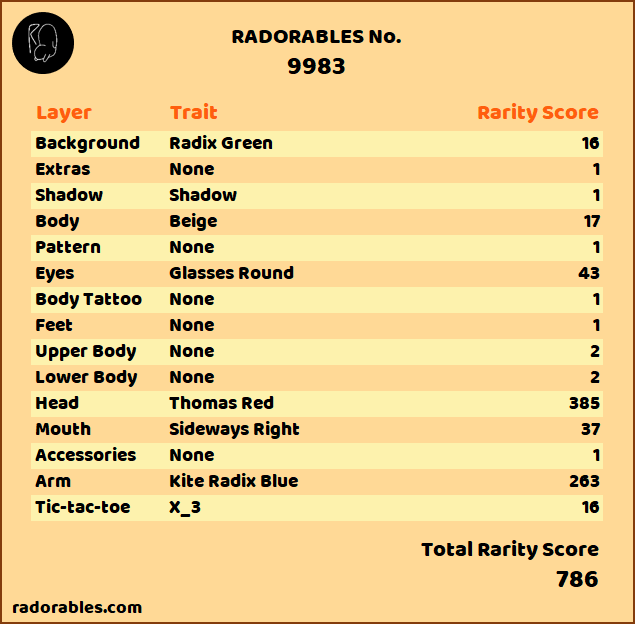 RADORABLES No.
9983
Layer Trait Rarity Score
Background Radix Green 16
Extras None 1
Shadow Shadow 1
Body Beige 17
Pattern None 1
Eyes Glasses Round 43
Body Tattoo None 1
Feet None 1
Upper Body None 2
Lower Body None 2
Head Thomas Red 385
Mouth Sideways Right 37
Accessories None 1
Arm Kite Radix Blue 263
Tic-tac-toe X_3 16
Total Rarity Score
786
radorables.com